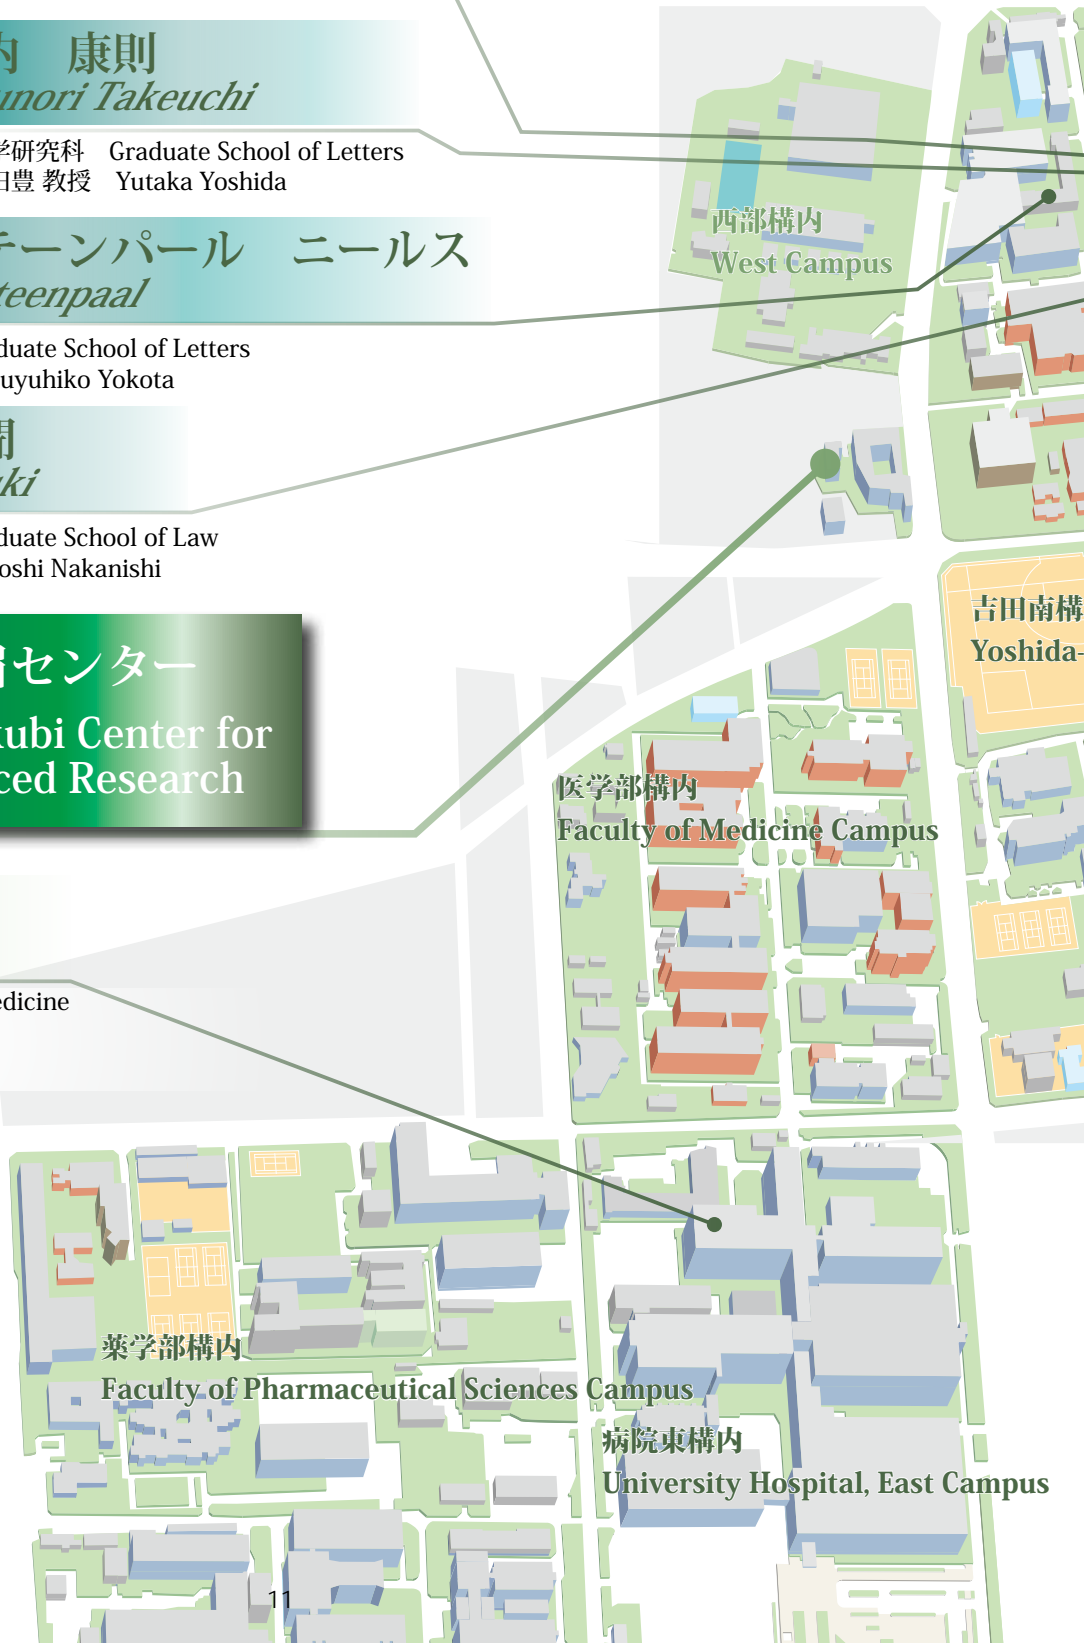 内　康則
unori Takeuchi
学研究科　Graduate School of Letters
田豊 教授　Yutaka Yoshida
テーンパール　ニールス
teenpaal
duate School of Letters
uyuhiko Yokota
開
ki
duate School of Law
oshi Nakanishi
センター
kubi Center for
ced Research
edicine
西部構内
West Campus
吉田南構
Yoshida-
医学部構内
Faculty of Medicine Campus
薬学部構内
Faculty of Pharmaceutical Sciences Campus
病院東構内
University Hospital, East Campus
11